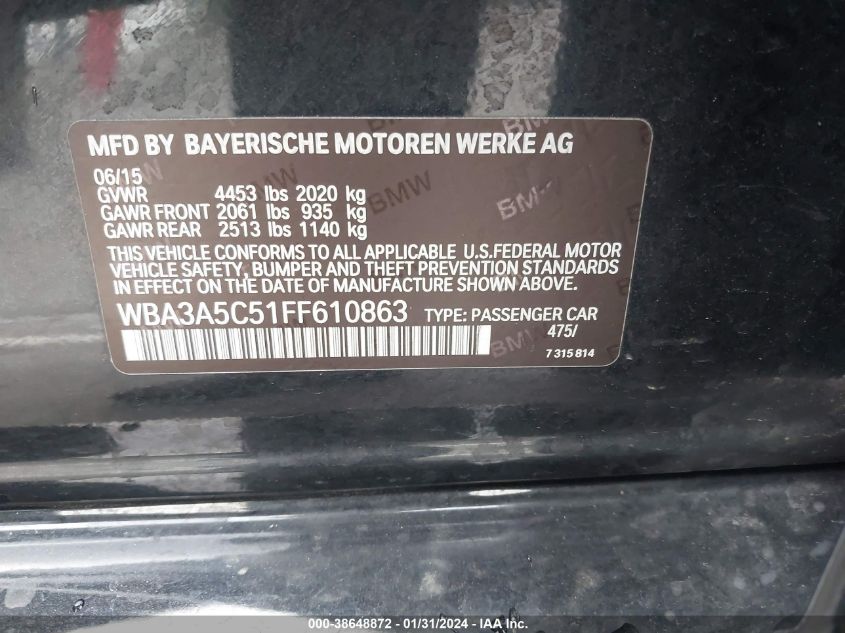 MFD BY BAYERISCHE MOTOREN WERKE AG
06/15
GVWR 4453 lbs 2020 kg
GAWR FRONT 2061 lbs 935 kg
GAWR REAR 2513 lbs 1140 kg
THIS VEHICLE CONFORMS TO ALL APPLICABLE U.S.FEDERAL MOTOR
VEHICLE SAFETY, BUMPER AND THEFT PREVENTION STANDARDS
IN EFFECT ON THE DATE OF MANUFACTURE SHOWN ABOVE.
WBA3A5C51FF610863 TYPE: PASSENGER CAR
475/
7 315 814
BMW
BMW
BMW
000-38648872 - 01/31/2024 - IAA Inc.